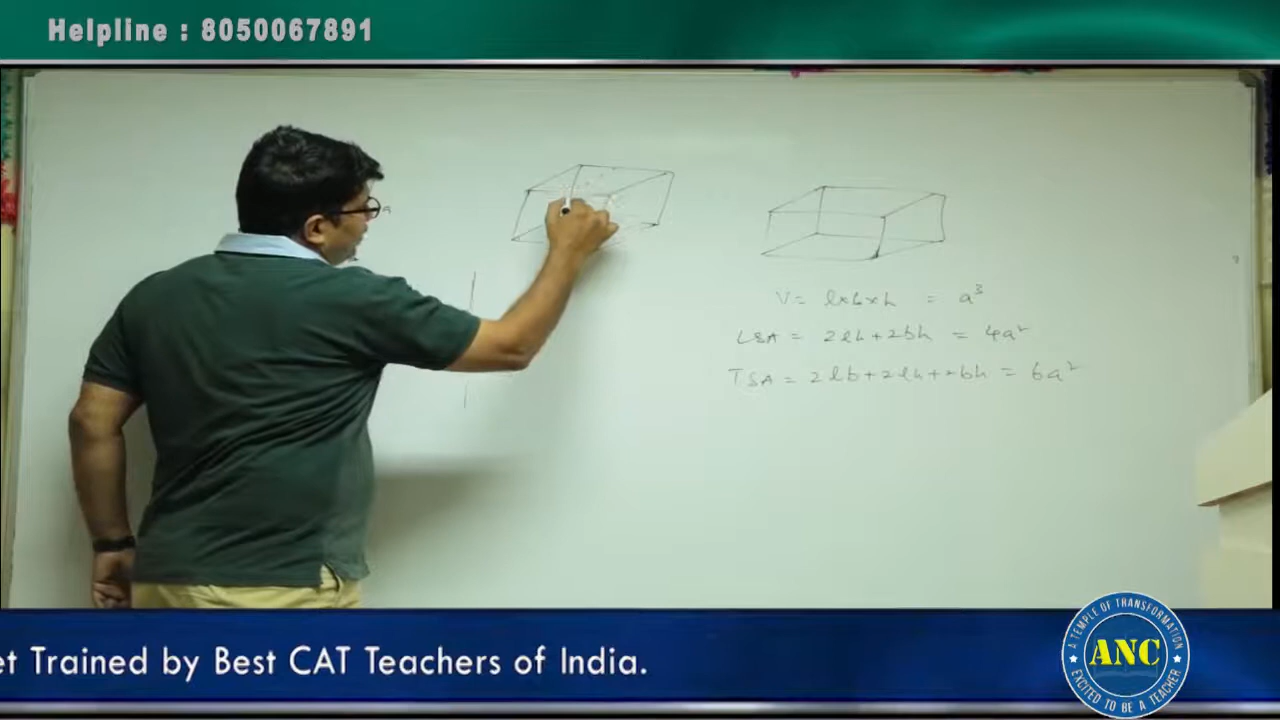 Helpline : 8050067891
V = l×b×h = a³
LSA = 2lh+2bh = 4a²
TSA = 2lb+2lh+2bh = 6a²
et Trained by Best CAT Teachers of India.
A TEMPLE OF TRANSFORMATION
ANC
EXCITED TO BE A TEACHER